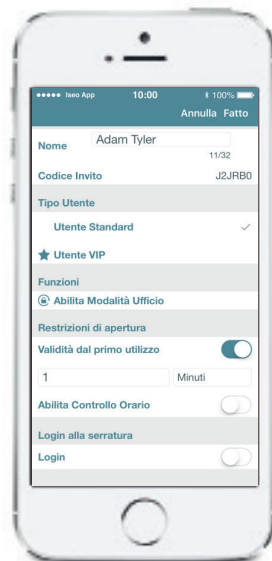 Iseo App 10:00 100%
Annulla Fatto
Nome Adam Tyler
11/32
Codice Invito J2JRB0
Tipo Utente
Utente Standard
Utente VIP
Funzioni
Abilita Modalità Ufficio
Restrizioni di apertura
Validità dal primo utilizzo
1 Minuti
Abilita Controllo Orario
Login alla serratura
Login